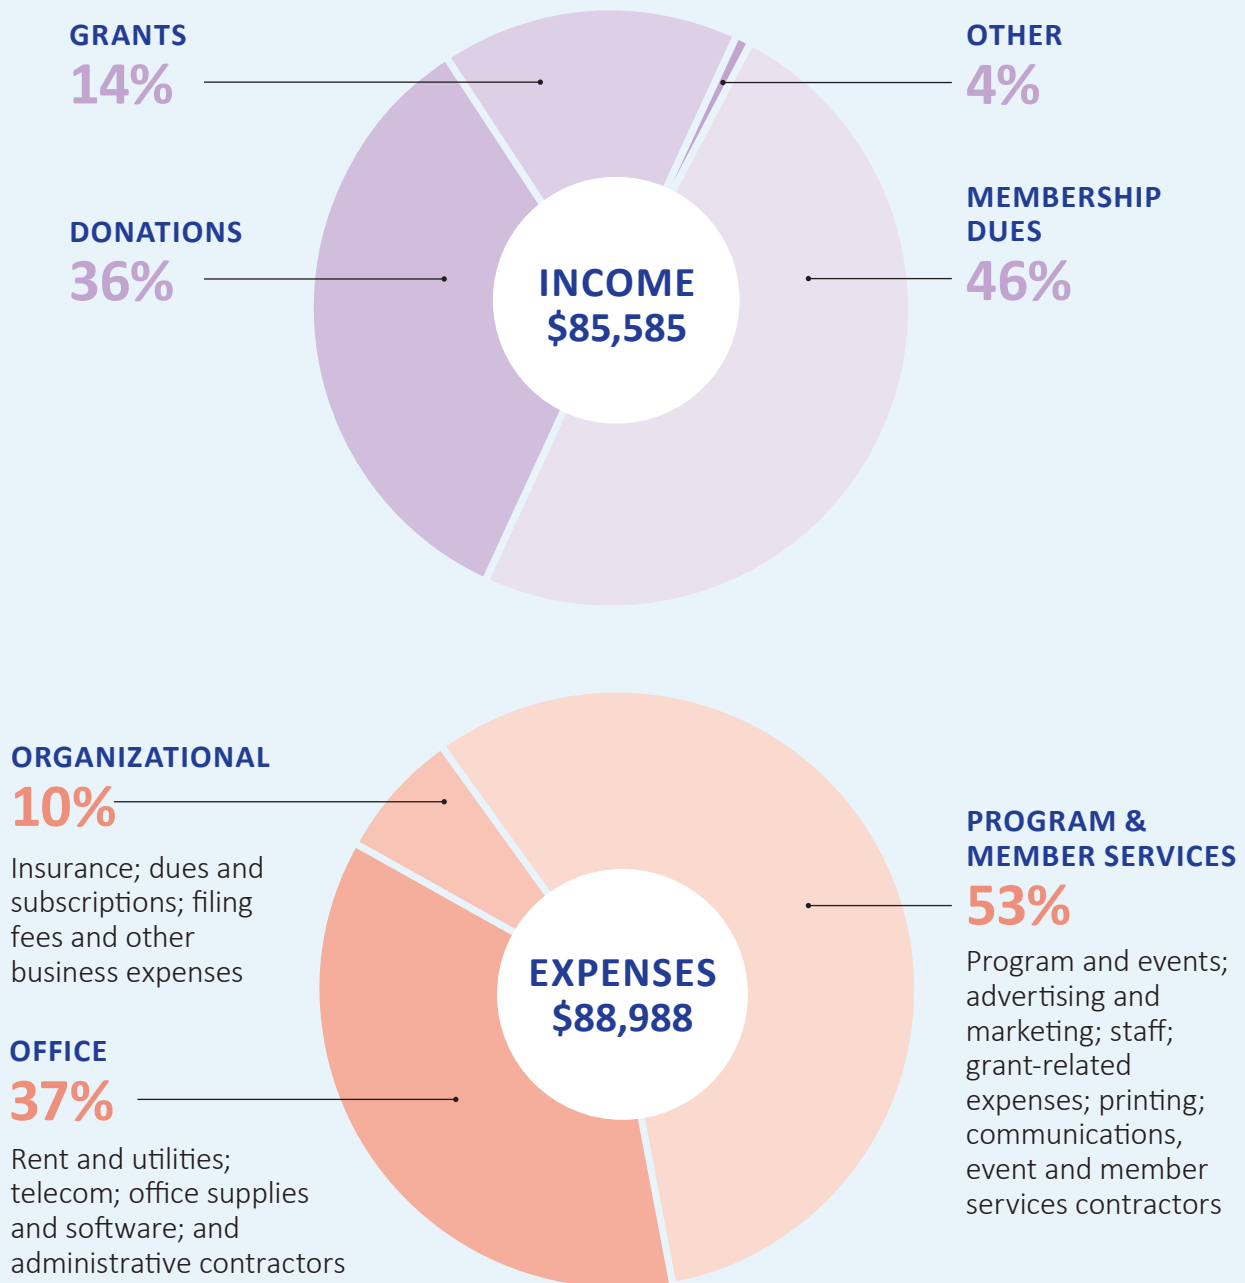 GRANTS
14%
OTHER
4%
DONATIONS
36%
MEMBERSHIP
DUES
46%
INCOME
$85,585
ORGANIZATIONAL
10%
Insurance; dues and
subscriptions; filing
fees and other
business expenses
OFFICE
37%
Rent and utilities;
telecom; office supplies
and software; and
administrative contractors
EXPENSES
$88,988
PROGRAM &
MEMBER SERVICES
53%
Program and events;
advertising and
marketing; staff;
grant-related
expenses; printing;
communications,
event and member
services contractors